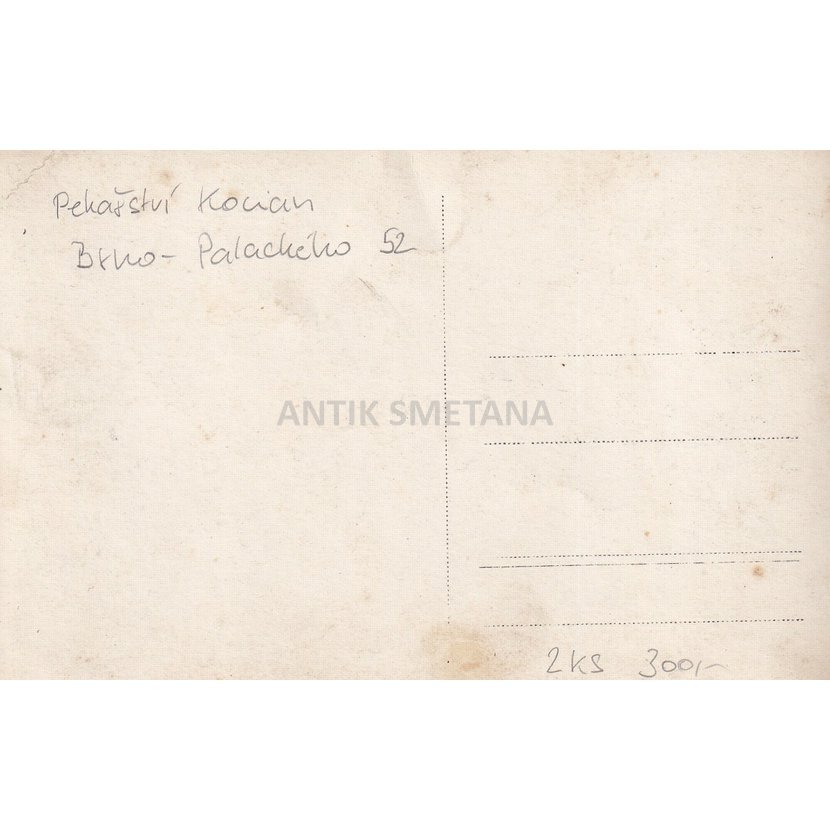 Pekařství Kocian
Brno - Palackého 52
ANTIK SMETANA
2KS 300,-